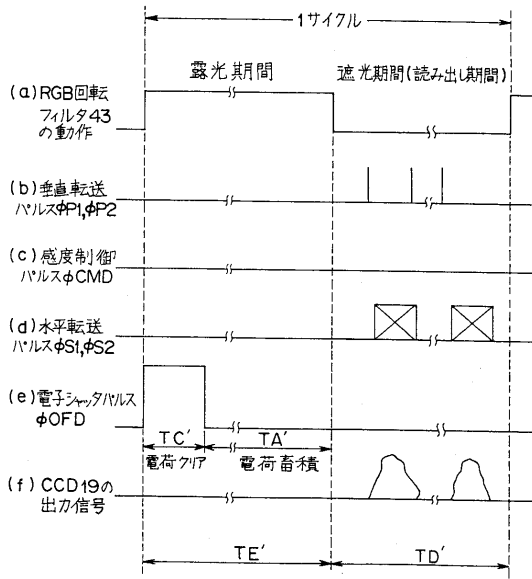 1サイクル
露光期間
遮光期間(読み出し期間)
(a)RGB回転
フィルタ43
の動作
(b)垂直転送
パルスφP1,φP2
(c)感度制御
パルスφCMD
(d)水平転送
パルスφS1,φS2
(e)電子シャッタパルス
φOFD
TC′
TA′
電荷クリア
電荷畜積
(f)CCD19の
出力信号
TE′
TD′